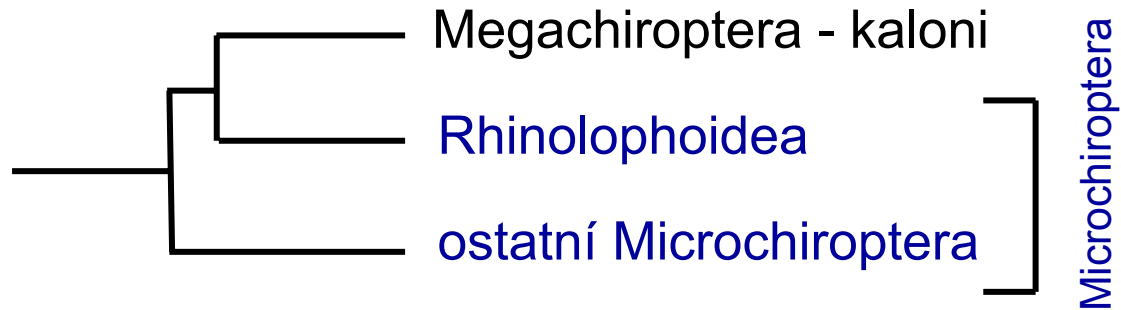 Megachiroptera - kaloni
Rhinolophoidea
ostatní Microchiroptera
Microchiroptera